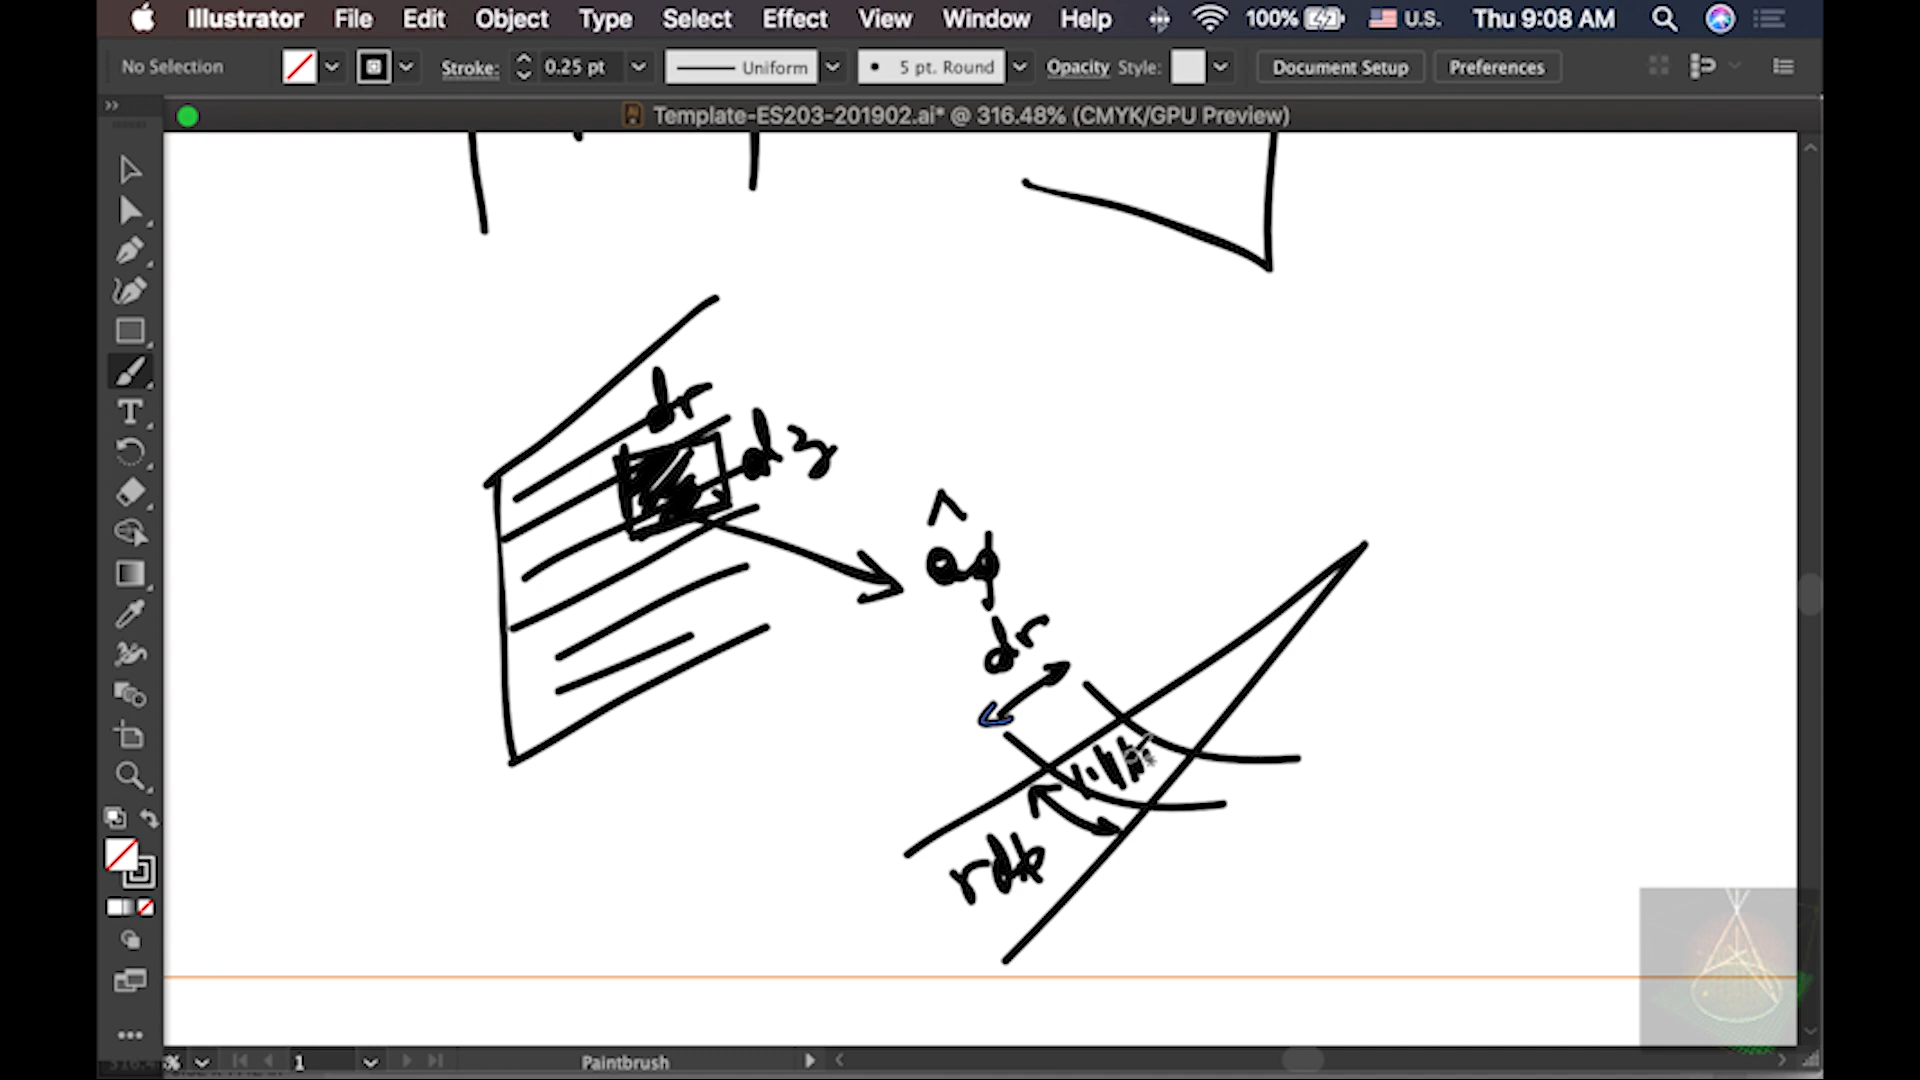 Illustrator File Edit Object Type Select Effect View Window Help 100% U.S. Thu 9:08 AM
No Selection Stroke: 0.25 pt Uniform 5 pt. Round Opacity Style: Document Setup Preferences
Template-ES203-201902.ai* @ 316.48% (CMYK/GPU Preview)
dr
dz
âϕ
dr
rdϕ
1 Paintbrush